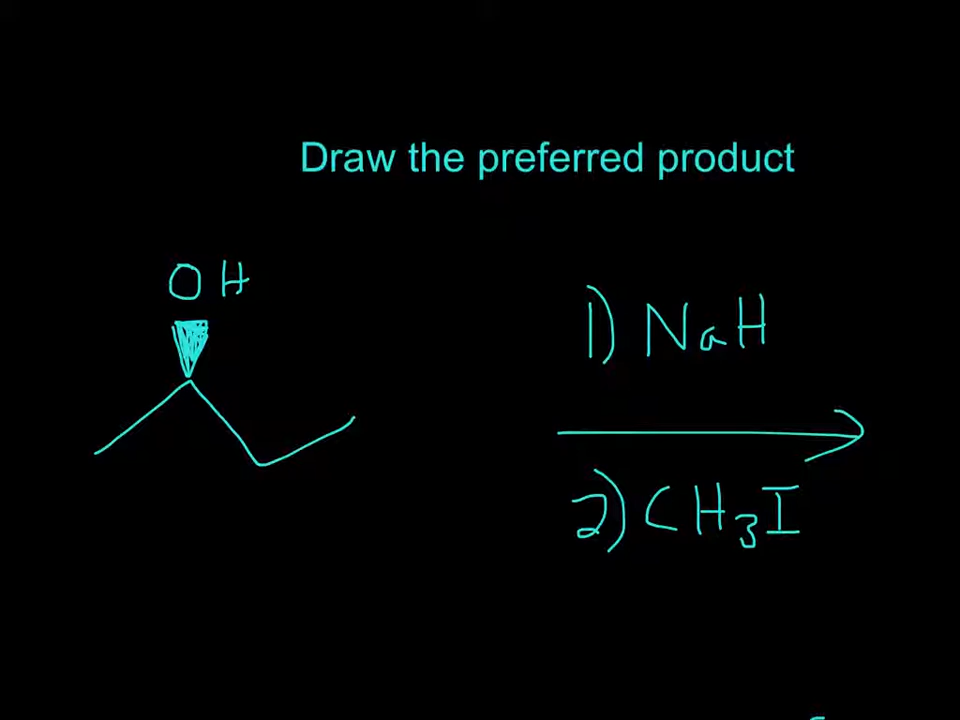 Draw the preferred product
OH
1) NaH
2) CH3I